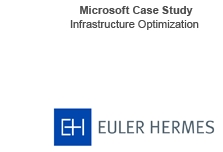 Microsoft Case Study
Infrastructure Optimization
EH EULER HERMES